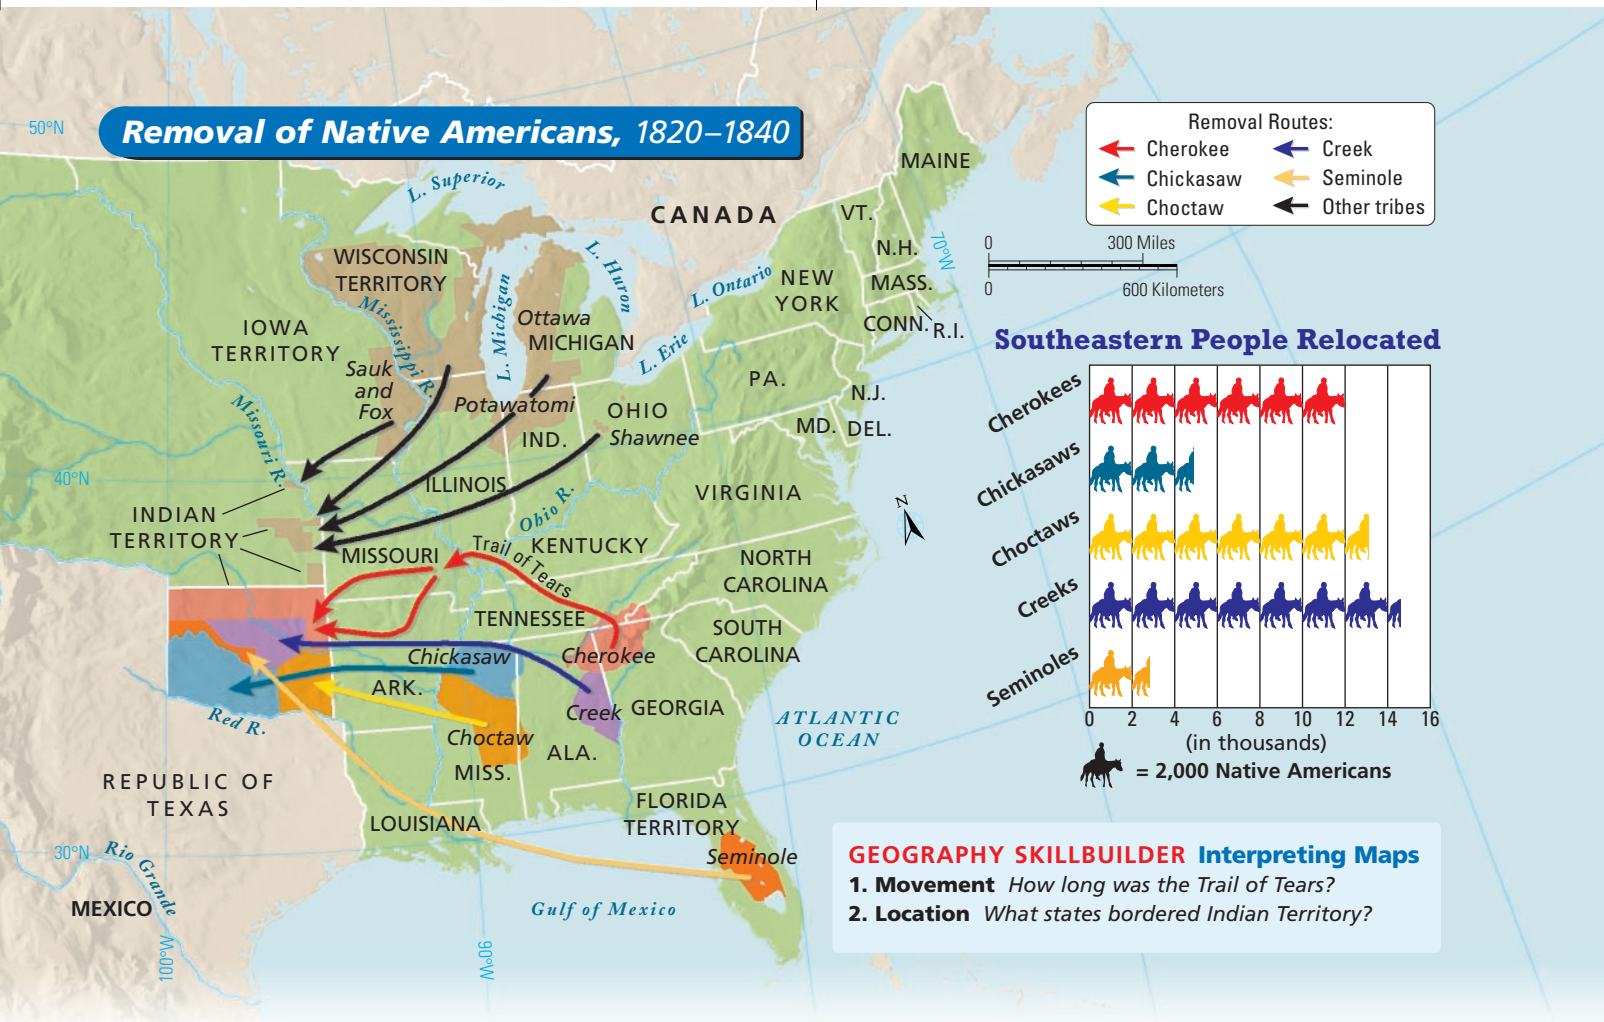 Removal of Native Americans, 1820–1840
50°N
40°N
30°N
100°W
90°W
70°W
Removal Routes:
Cherokee
Chickasaw
Choctaw
Creek
Seminole
Other tribes
0 300 Miles
0 600 Kilometers
CANADA
L. Superior
L. Michigan
L. Huron
L. Ontario
L. Erie
MAINE
VT.
N.H.
MASS.
CONN.
R.I.
NEW
YORK
PA.
N.J.
MD.
DEL.
WISCONSIN
TERRITORY
Mississippi R.
IOWA
TERRITORY
Sauk
and
Fox
Ottawa
MICHIGAN
Potawatomi
OHIO
Shawnee
IND.
ILLINOIS
Missouri R.
Ohio R.
VIRGINIA
INDIAN
TERRITORY
MISSOURI
Trail of Tears
KENTUCKY
NORTH
CAROLINA
TENNESSEE
SOUTH
CAROLINA
Chickasaw
Cherokee
ARK.
Creek
GEORGIA
Choctaw
ALA.
MISS.
Red R.
REPUBLIC OF
TEXAS
LOUISIANA
FLORIDA
TERRITORY
Seminole
Rio Grande
MEXICO
Gulf of Mexico
ATLANTIC
OCEAN
N
Southeastern People Relocated
Cherokees
Chickasaws
Choctaws
Creeks
Seminoles
0 2 4 6 8 10 12 14 16
(in thousands)
= 2,000 Native Americans
GEOGRAPHY SKILLBUILDER Interpreting Maps
1. Movement How long was the Trail of Tears?
2. Location What states bordered Indian Territory?